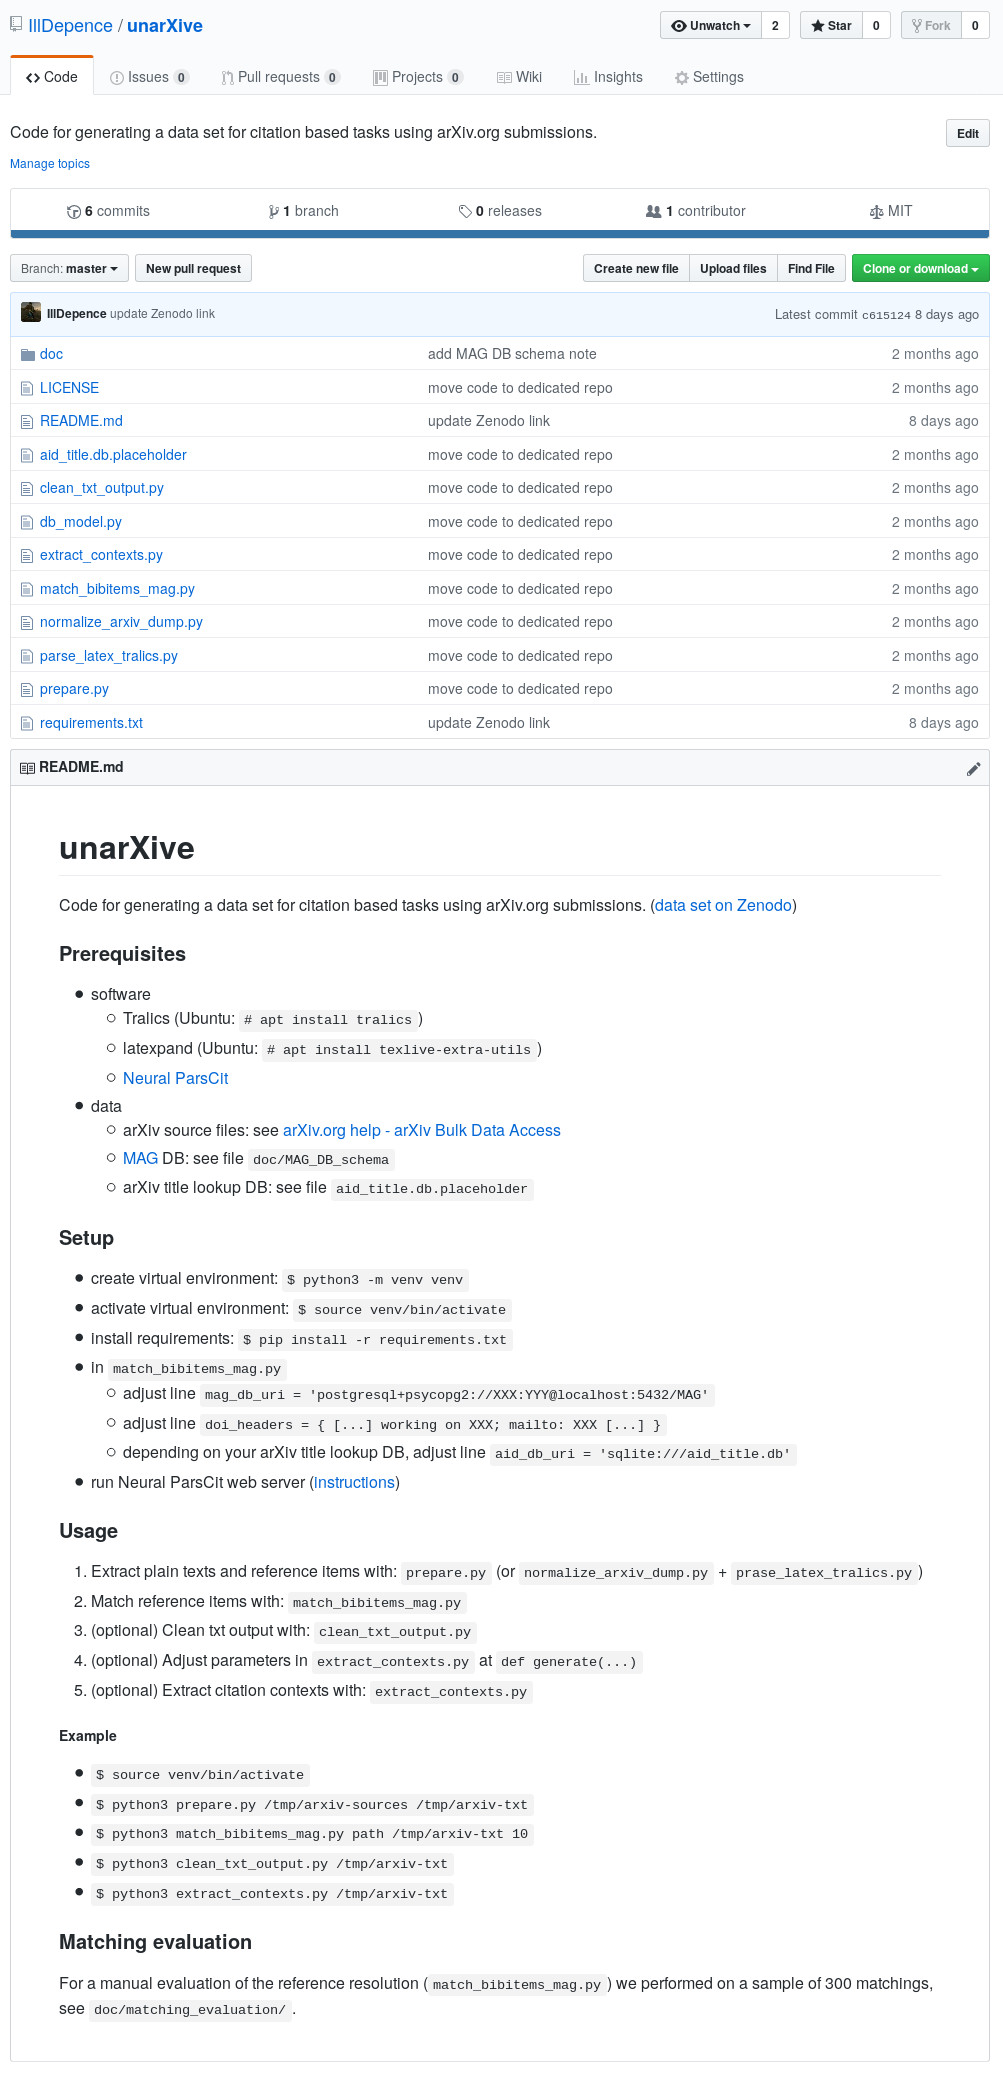 IllDepence / unarXive
Unwatch 2 Star 0 Fork 0
Code Issues 0 Pull requests 0 Projects 0 Wiki Insights Settings
Code for generating a data set for citation based tasks using arXiv.org submissions. Edit
Manage topics
6 commits 1 branch 0 releases 1 contributor MIT
Branch: master New pull request Create new file Upload files Find File Clone or download
IllDepence update Zenodo link Latest commit c615124 8 days ago
doc add MAG DB schema note 2 months ago
LICENSE move code to dedicated repo 2 months ago
README.md update Zenodo link 8 days ago
aid_title.db.placeholder move code to dedicated repo 2 months ago
clean_txt_output.py move code to dedicated repo 2 months ago
db_model.py move code to dedicated repo 2 months ago
extract_contexts.py move code to dedicated repo 2 months ago
match_bibitems_mag.py move code to dedicated repo 2 months ago
normalize_arxiv_dump.py move code to dedicated repo 2 months ago
parse_latex_tralics.py move code to dedicated repo 2 months ago
prepare.py move code to dedicated repo 2 months ago
requirements.txt update Zenodo link 8 days ago
README.md
unarXive
Code for generating a data set for citation based tasks using arXiv.org submissions. (data set on Zenodo)
Prerequisites
software
Tralics (Ubuntu: # apt install tralics )
latexpand (Ubuntu: # apt install texlive-extra-utils )
Neural ParsCit
data
arXiv source files: see arXiv.org help - arXiv Bulk Data Access
MAG DB: see file doc/MAG_DB_schema
arXiv title lookup DB: see file aid_title.db.placeholder
Setup
create virtual environment: $ python3 -m venv venv
activate virtual environment: $ source venv/bin/activate
install requirements: $ pip install -r requirements.txt
in match_bibitems_mag.py
adjust line mag_db_uri = 'postgresql+psycopg2://XXX:YYY@localhost:5432/MAG'
adjust line doi_headers = { [...] working on XXX; mailto: XXX [...] }
depending on your arXiv title lookup DB, adjust line aid_db_uri = 'sqlite:///aid_title.db'
run Neural ParsCit web server (instructions)
Usage
1. Extract plain texts and reference items with: prepare.py (or normalize_arxiv_dump.py + prase_latex_tralics.py )
2. Match reference items with: match_bibitems_mag.py
3. (optional) Clean txt output with: clean_txt_output.py
4. (optional) Adjust parameters in extract_contexts.py at def generate(...)
5. (optional) Extract citation contexts with: extract_contexts.py
Example
$ source venv/bin/activate
$ python3 prepare.py /tmp/arxiv-sources /tmp/arxiv-txt
$ python3 match_bibitems_mag.py path /tmp/arxiv-txt 10
$ python3 clean_txt_output.py /tmp/arxiv-txt
$ python3 extract_contexts.py /tmp/arxiv-txt
Matching evaluation
For a manual evaluation of the reference resolution ( match_bibitems_mag.py ) we performed on a sample of 300 matchings,
see doc/matching_evaluation/ .